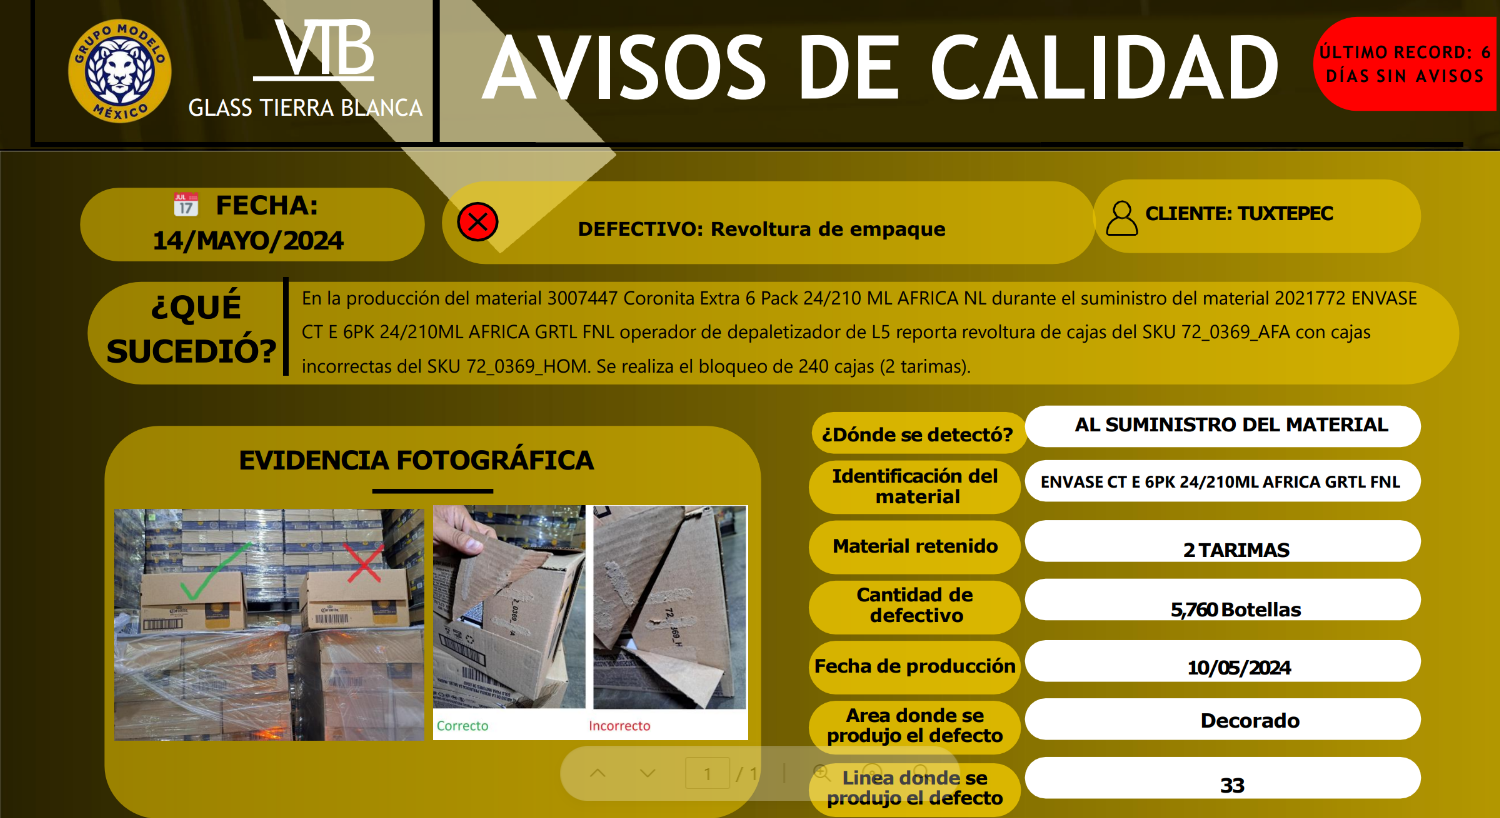 GRUPO MODELO
MÉXICO
VTB
GLASS TIERRA BLANCA
AVISOS DE CALIDAD
ÚLTIMO RECORD: 6
DÍAS SIN AVISOS
JUL
17
FECHA:
14/MAYO/2024
DEFECTIVO: Revoltura de empaque
CLIENTE: TUXTEPEC
¿QUÉ
SUCEDIÓ?
En la producción del material 3007447 Coronita Extra 6 Pack 24/210 ML AFRICA NL durante el suministro del material 2021772 ENVASE
CT E 6PK 24/210ML AFRICA GRTL FNL operador de depaletizador de L5 reporta revoltura de cajas del SKU 72_0369_AFA con cajas
incorrectas del SKU 72_0369_HOM. Se realiza el bloqueo de 240 cajas (2 tarimas).
EVIDENCIA FOTOGRÁFICA
Correcto
Incorrecto
¿Dónde se detectó?
AL SUMINISTRO DEL MATERIAL
Identificación del
material
ENVASE CT E 6PK 24/210ML AFRICA GRTL FNL
Material retenido
2 TARIMAS
Cantidad de
defectivo
5,760 Botellas
Fecha de producción
10/05/2024
Area donde se
produjo el defecto
Decorado
Linea donde se
produjo el defecto
33
1 / 1